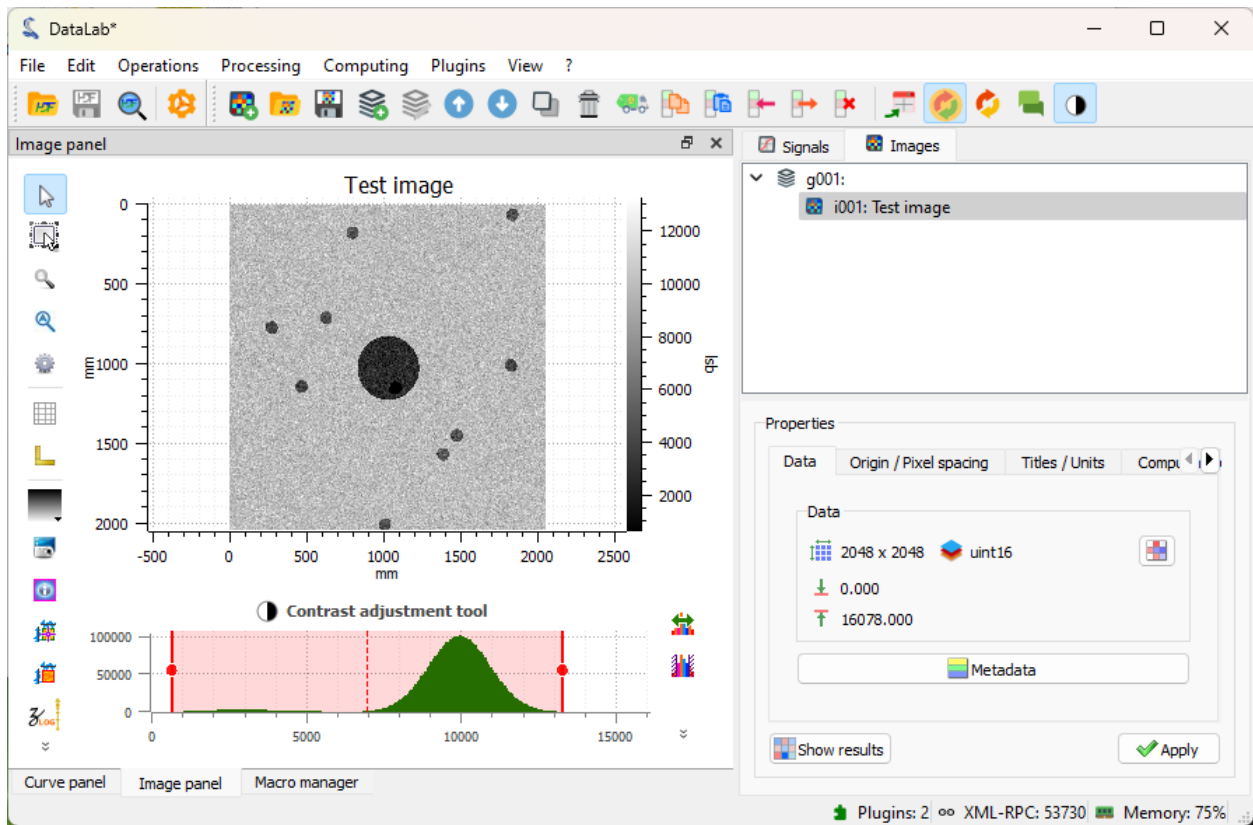 DataLab*
File Edit Operations Processing Computing Plugins View ?
Image panel
Test image
0
500
1000
1500
2000
mm
-500 0 500 1000 1500 2000 2500
mm
12000
10000
8000
6000
4000
2000
lsb
Contrast adjustment tool
100000
50000
0
0 5000 10000 15000
LOG
Curve panel Image panel Macro manager
Signals Images
g001:
i001: Test image
Properties
Data Origin / Pixel spacing Titles / Units
Data
2048 x 2048 uint16
0.000
16078.000
Metadata
Show results Apply
Plugins: 2 XML-RPC: 53730 Memory: 75%